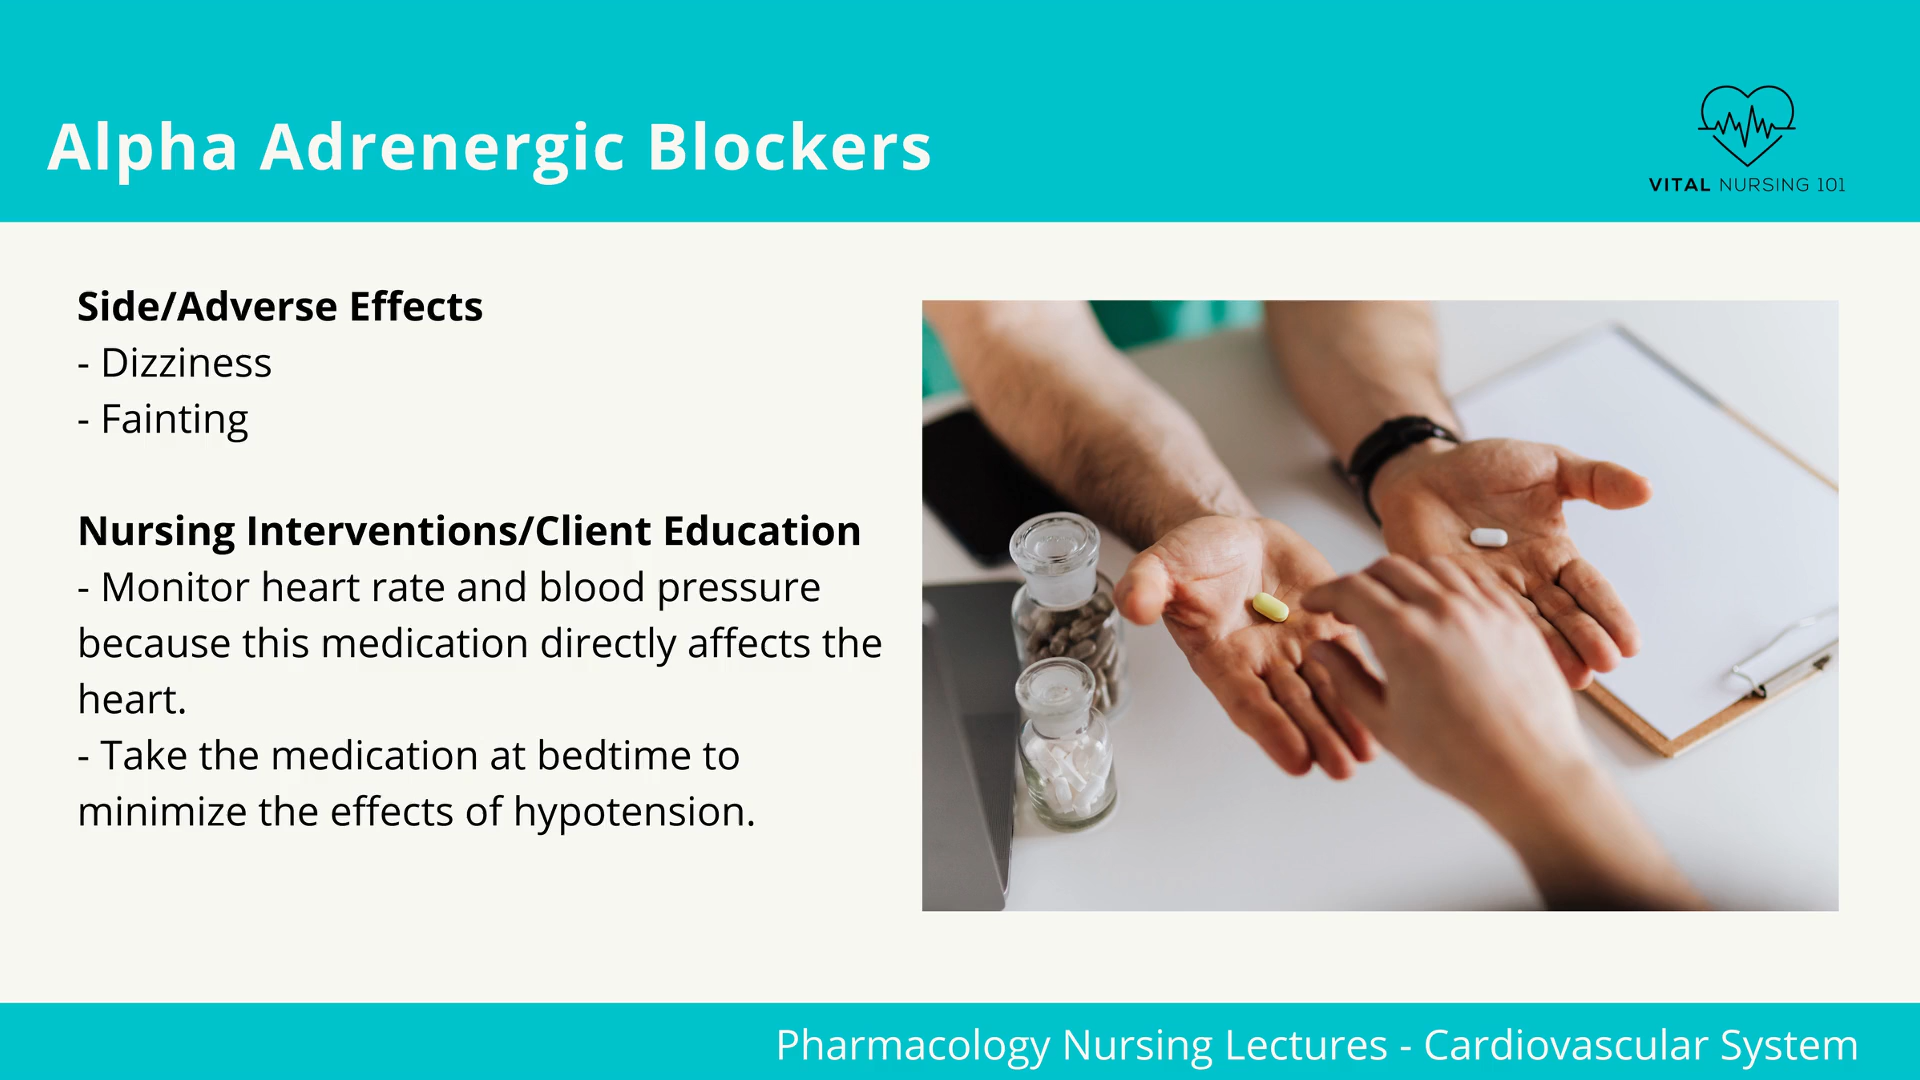 Alpha Adrenergic Blockers
VITAL NURSING 101
Side/Adverse Effects
- Dizziness
- Fainting
Nursing Interventions/Client Education
- Monitor heart rate and blood pressure
because this medication directly affects the
heart.
- Take the medication at bedtime to
minimize the effects of hypotension.
Pharmacology Nursing Lectures - Cardiovascular System